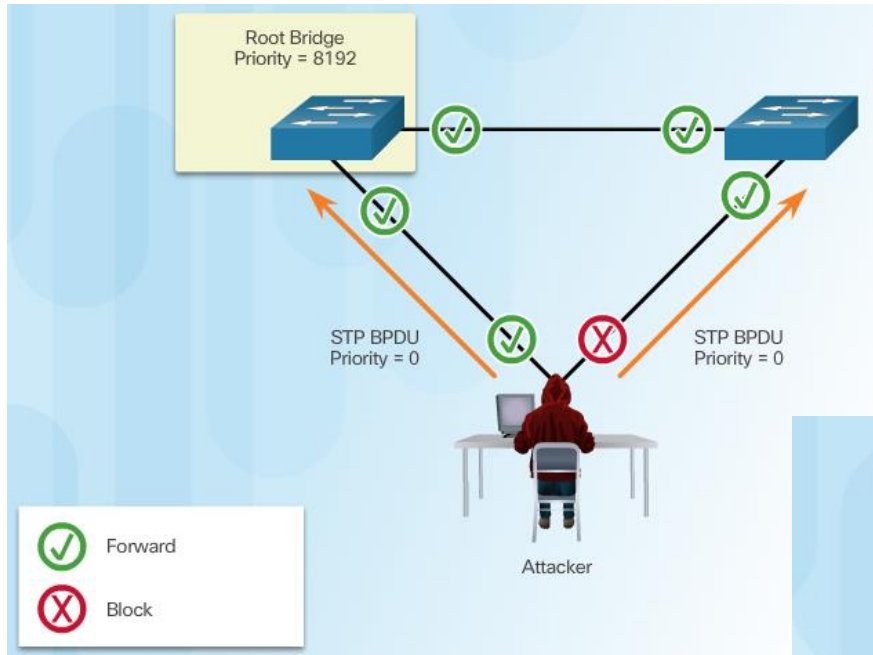 Root Bridge
Priority = 8192
STP BPDU
Priority = 0
STP BPDU
Priority = 0
Attacker
Forward
Block